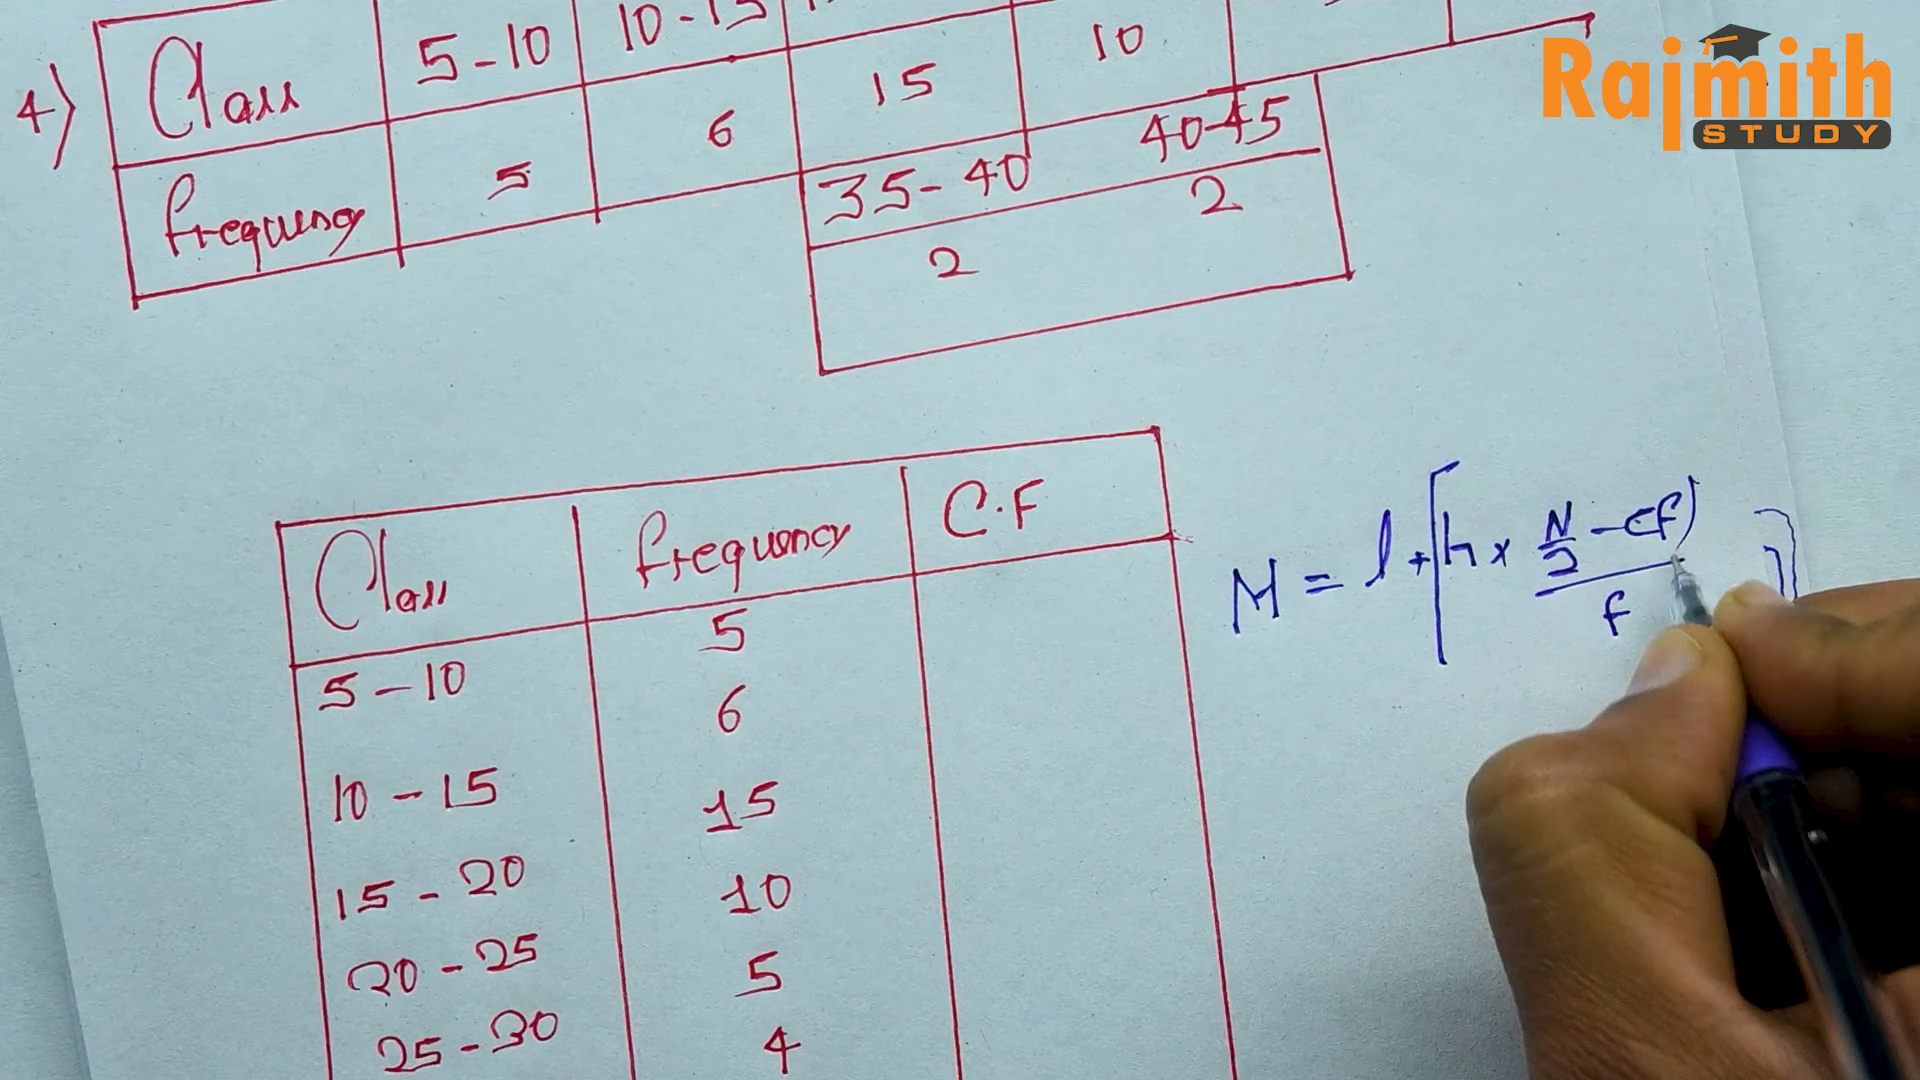 4) Class 5-10 10-15
Frequency 5 6 15 10
35-40 40-45
2 2
Class Frequency C.F
5-10 5
10-15 6
15-20 15
20-25 10
25-30 5
4
M = l + [h × (N/2 - cf) / f]
Rajmith
STUDY